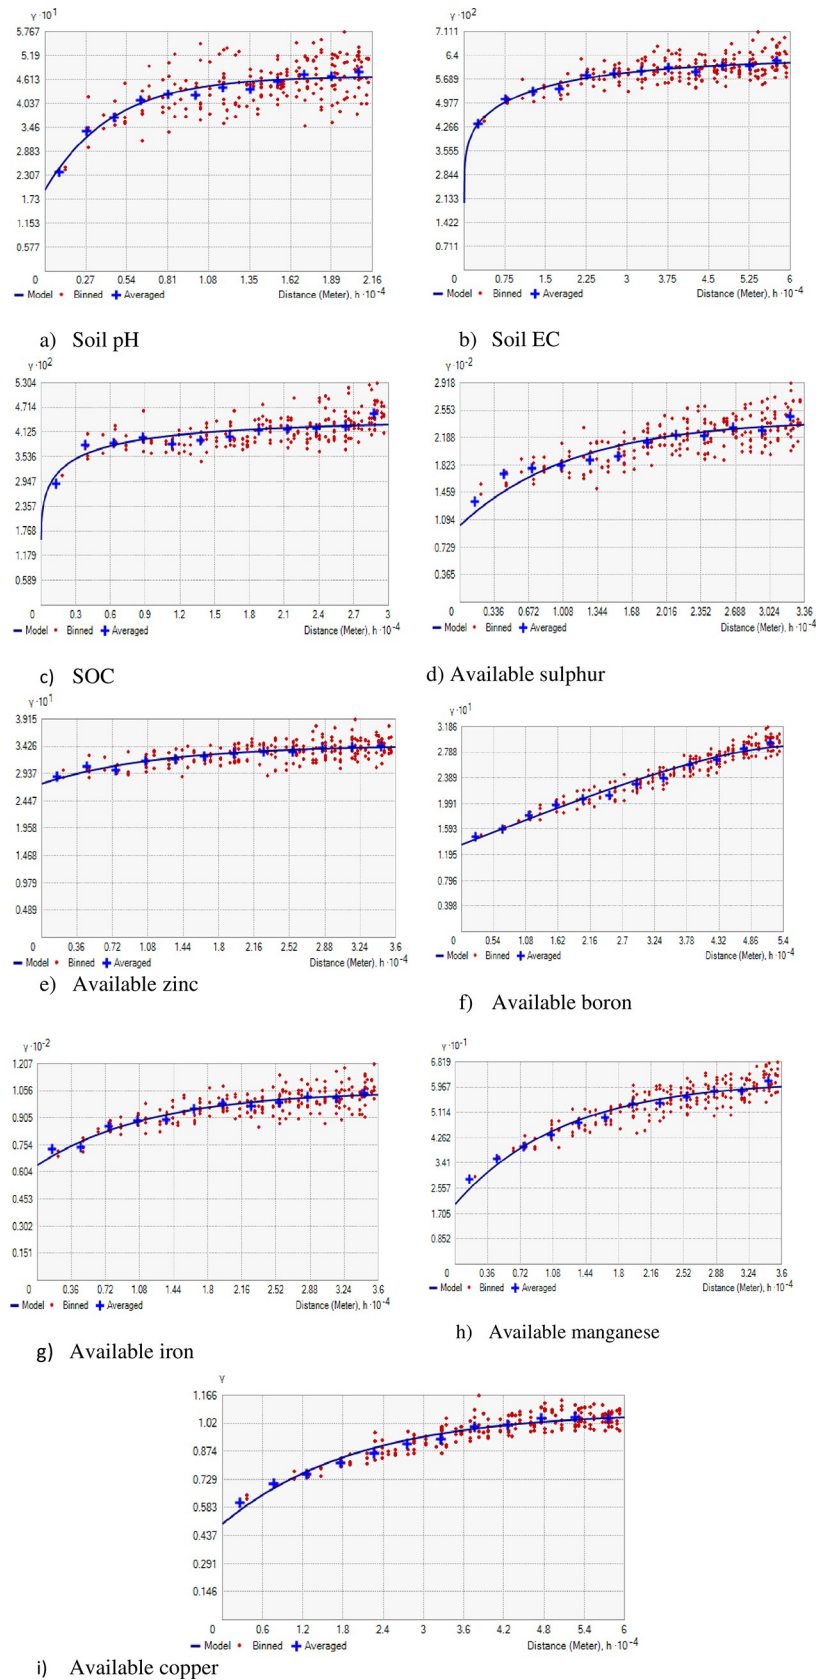 γ · 10¹
5.767
5.19
4.613
4.037
3.46
2.883
2.307
1.73
1.153
0.577
0 0.27 0.54 0.81 1.08 1.35 1.62 1.89 2.16
Model Binned Averaged Distance (Meter), h · 10⁻⁴
a) Soil pH
γ · 10²
7.111
6.4
5.689
4.977
4.266
3.555
2.844
2.133
1.422
0.711
0 0.75 1.5 2.25 3 3.75 4.5 5.25 6
Model Binned Averaged Distance (Meter), h · 10⁻⁴
b) Soil EC
γ · 10²
5.304
4.714
4.125
3.536
2.947
2.357
1.768
1.179
0.589
0 0.3 0.6 0.9 1.2 1.5 1.8 2.1 2.4 2.7 3
Model Binned Averaged Distance (Meter), h · 10⁻⁴
c) SOC
γ · 10⁻²
2.918
2.553
2.188
1.823
1.459
1.094
0.729
0.365
0 0.336 0.672 1.008 1.344 1.68 2.016 2.352 2.688 3.024 3.36
Model Binned Averaged Distance (Meter), h · 10⁻⁴
d) Available sulphur
γ · 10¹
3.915
3.426
2.937
2.447
1.958
1.468
0.979
0.489
0 0.36 0.72 1.08 1.44 1.8 2.16 2.52 2.88 3.24 3.6
Model Binned Averaged Distance (Meter), h · 10⁻⁴
e) Available zinc
γ · 10¹
3.186
2.788
2.389
1.991
1.593
1.195
0.796
0.398
0 0.54 1.08 1.62 2.16 2.7 3.24 3.78 4.32 4.86 5.4
Model Binned Averaged Distance (Meter), h · 10⁻⁴
f) Available boron
γ · 10⁻²
1.207
1.056
0.905
0.754
0.604
0.453
0.302
0.151
0 0.36 0.72 1.08 1.44 1.8 2.16 2.52 2.88 3.24 3.6
Model Binned Averaged Distance (Meter), h · 10⁻⁴
g) Available iron
γ · 10⁻¹
6.819
5.967
5.114
4.262
3.41
2.557
1.705
0.852
0 0.36 0.72 1.08 1.44 1.8 2.16 2.52 2.88 3.24 3.6
Model Binned Averaged Distance (Meter), h · 10⁻⁴
h) Available manganese
γ
1.166
1.02
0.874
0.729
0.583
0.437
0.291
0.146
0 0.6 1.2 1.8 2.4 3 3.6 4.2 4.8 5.4 6
Model Binned Averaged Distance (Meter), h · 10⁻⁴
i) Available copper